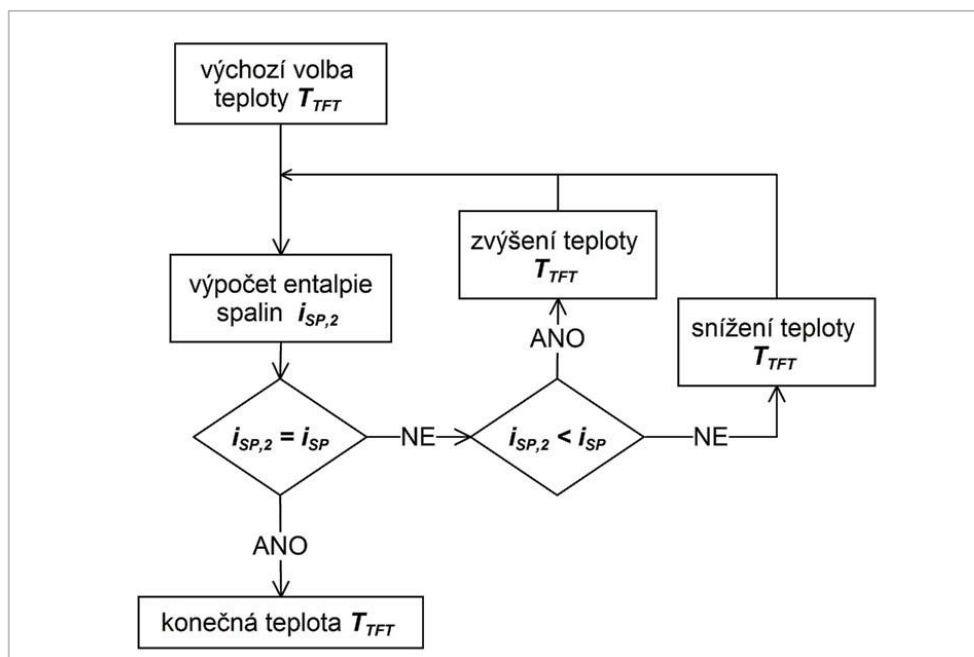 výchozí volba
teploty T_TFT
zvýšení teploty
T_TFT
výpočet entalpie
spalin i_SP,2
snížení teploty
T_TFT
ANO
i_SP,2 = i_SP
NE
i_SP,2 < i_SP
NE
ANO
konečná teplota T_TFT